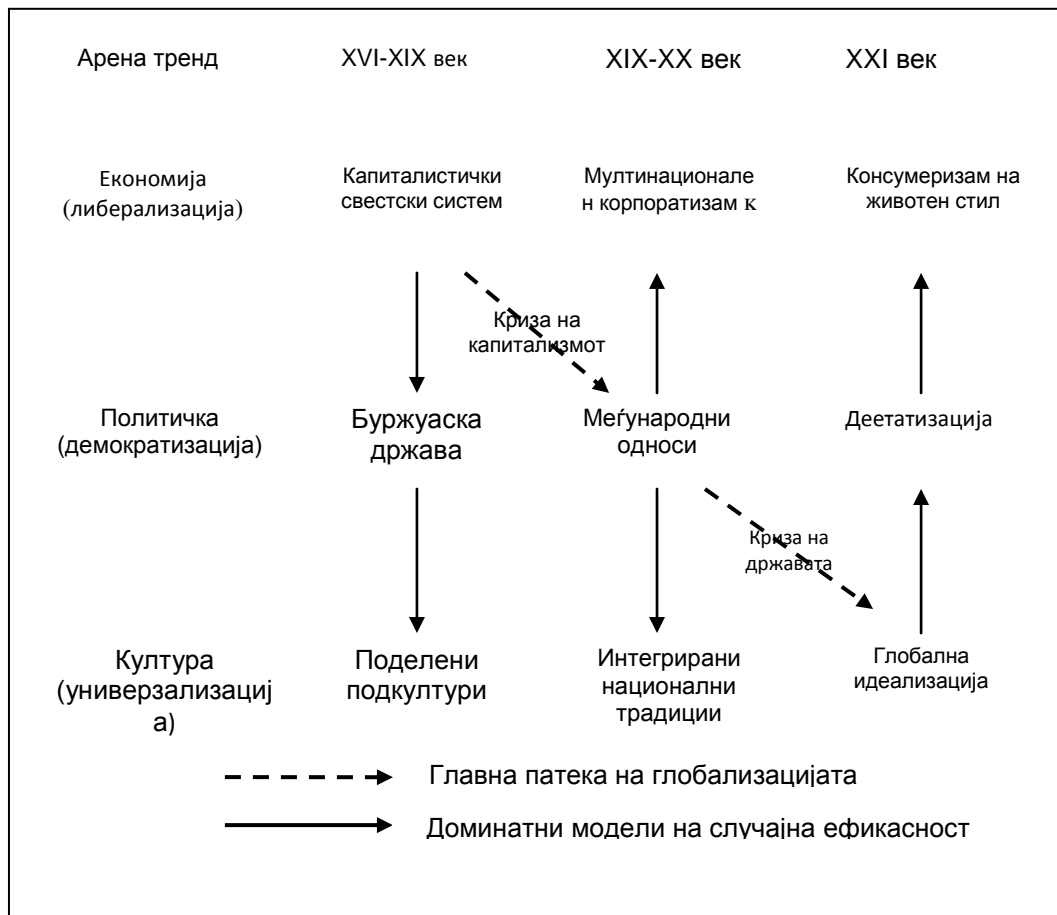 Арена тренд XVI-XIX век XIX-XX век XXI век
Економија
(либерализација)
Капиталистички
свестски систем
Мултинационале
н корпоратизам к
Консумеризам на
животен стил
Криза на
капитализмот
Политичка
(демократизација)
Буржуаска
држава
Меѓународни
односи
Деетатизација
Криза на
државата
Култура
(универзализациј
а)
Поделени
подкултури
Интегрирани
национални
традиции
Глобална
идеализација
Главна патека на глобализацијата
Доминатни модели на случајна ефикасност